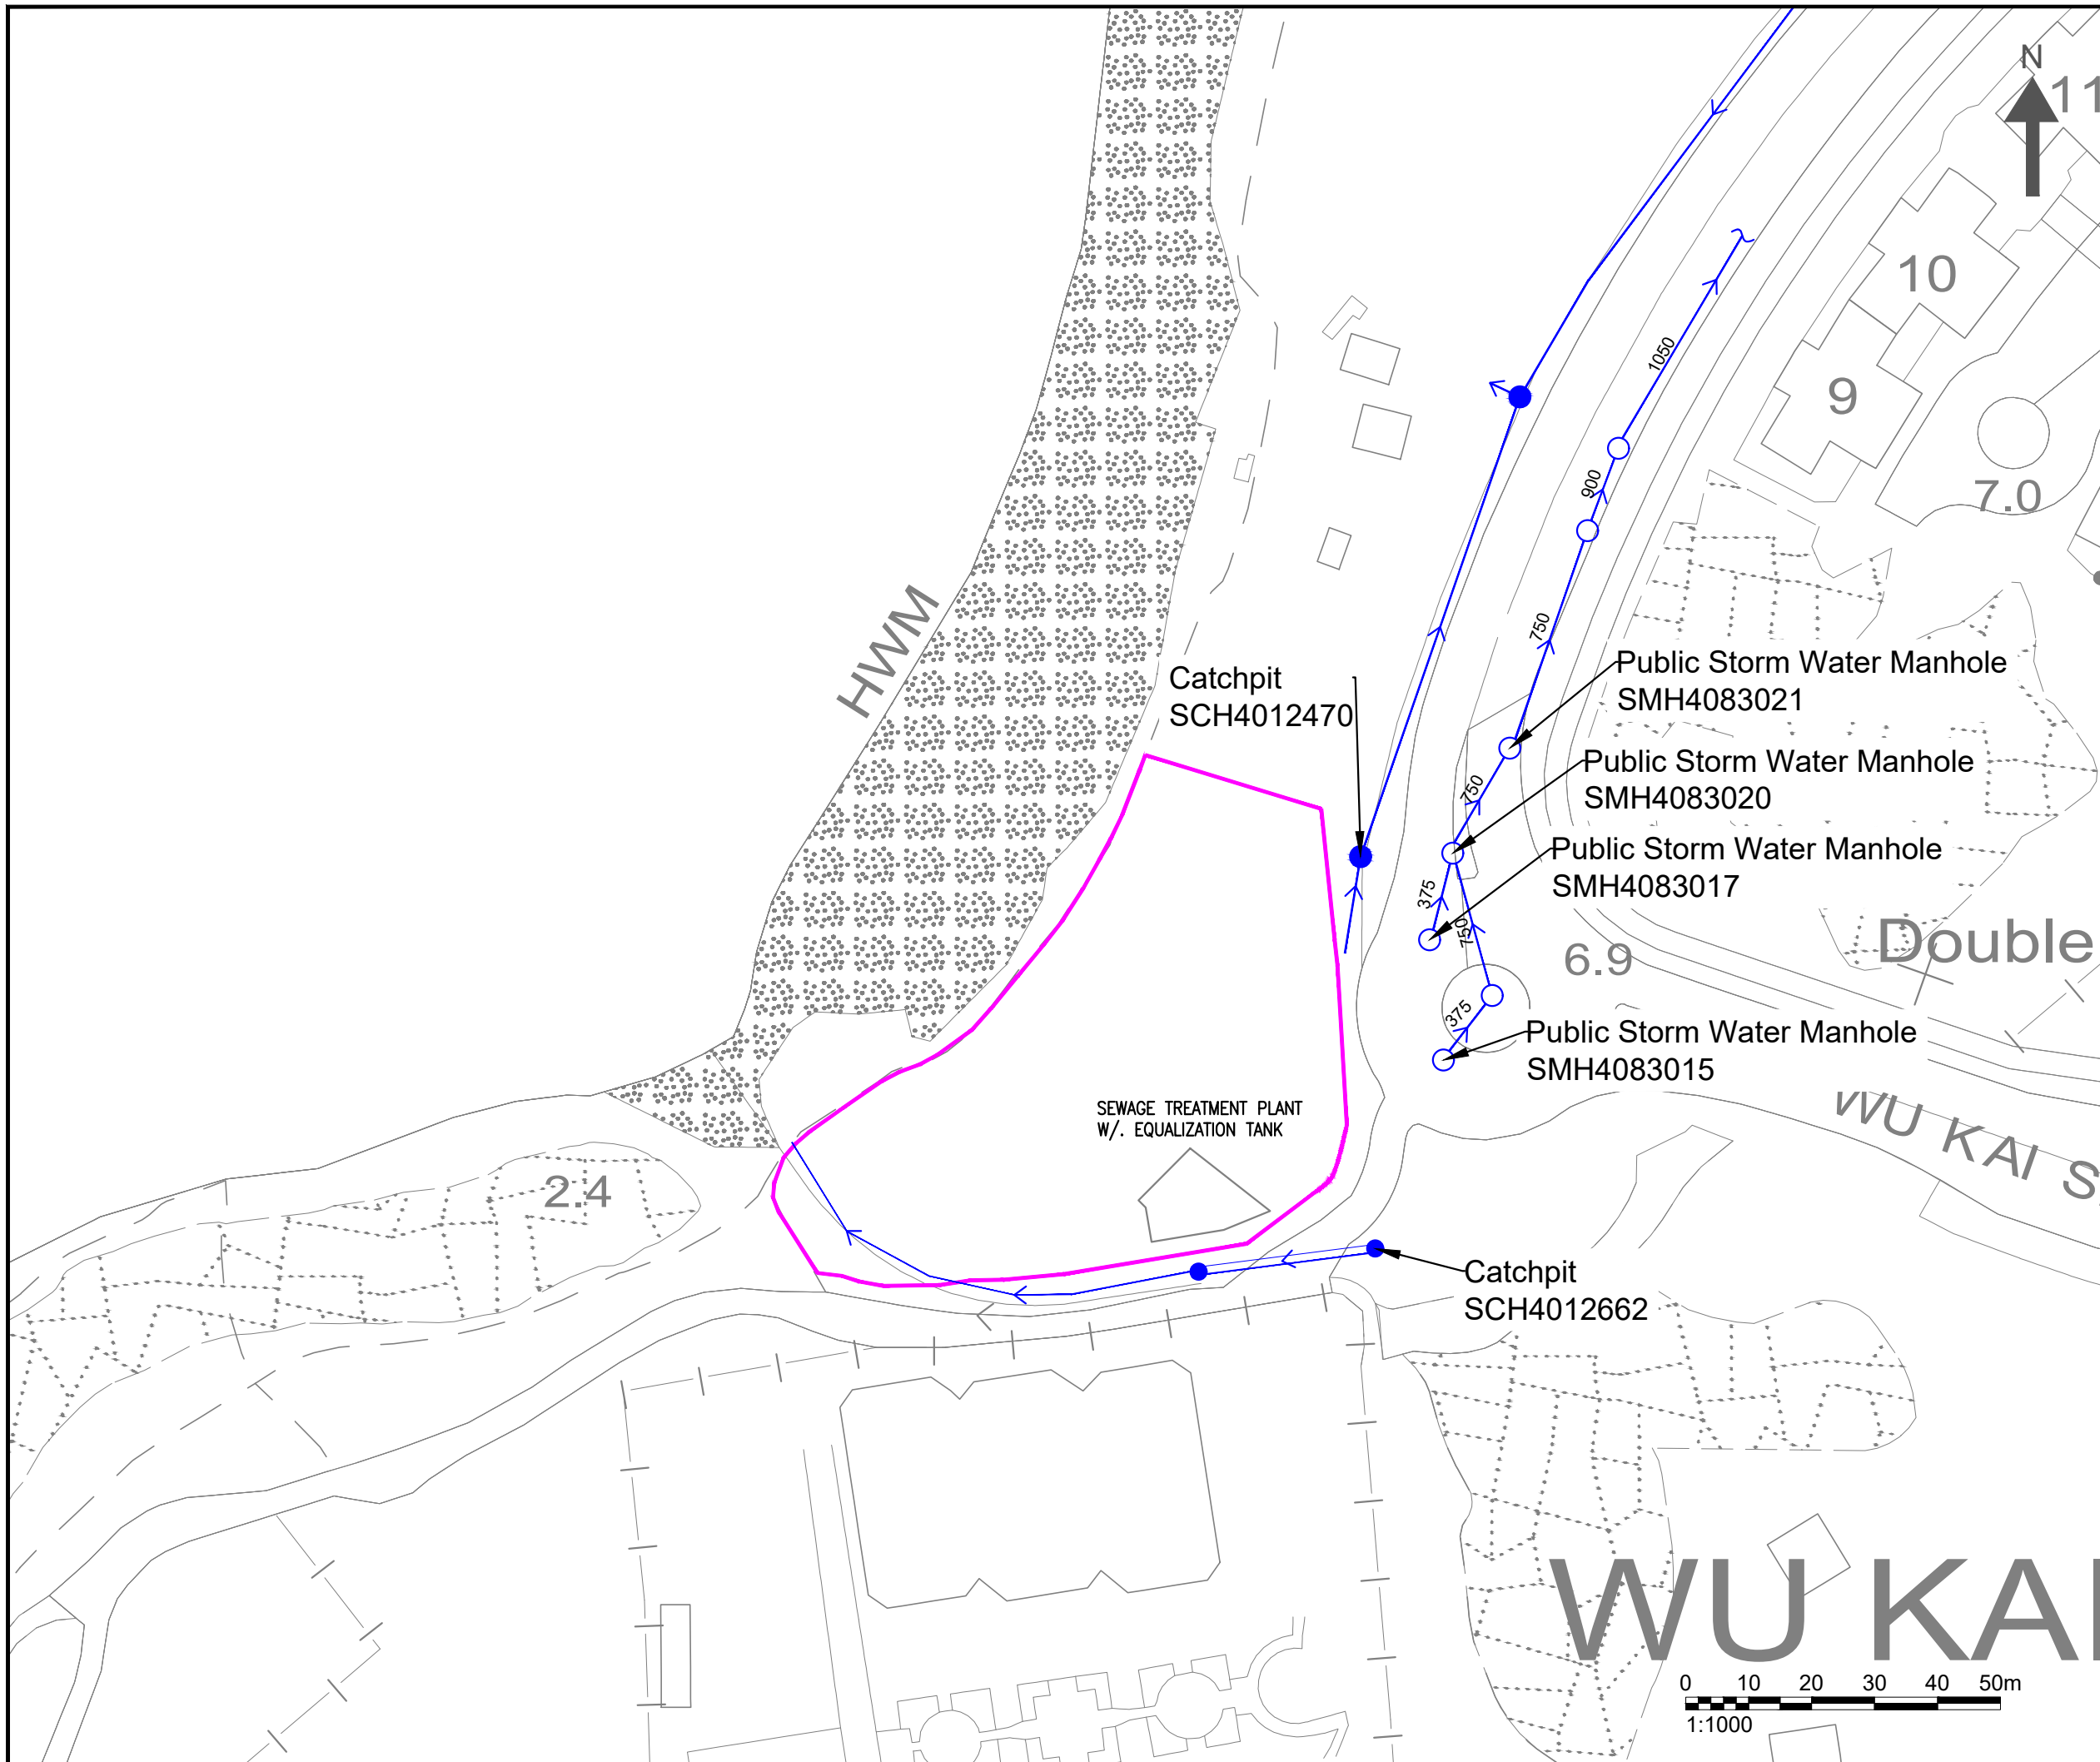 N
11
10
1050
9
900
7.0
750
HWM
Catchpit
SCH4012470
Public Storm Water Manhole
SMH4083021
750
Public Storm Water Manhole
SMH4083020
Public Storm Water Manhole
SMH4083017
375
750
6.9
Double
375
Public Storm Water Manhole
SMH4083015
SEWAGE TREATMENT PLANT
W/. EQUALIZATION TANK
WU KAI S
2.4
Catchpit
SCH4012662
WU KAI
0 10 20 30 40 50m
1:1000